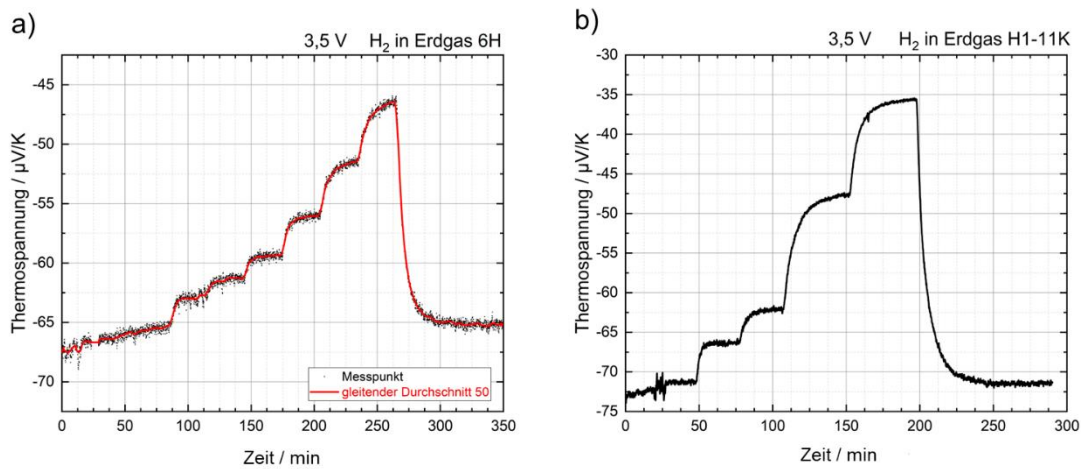 a)
3,5 V H₂ in Erdgas 6H
-45
-50
-55
-60
-65
-70
Thermospannung / µV/K
Messpunkt
gleitender Durchschnitt 50
0 50 100 150 200 250 300 350
Zeit / min
b)
3,5 V H₂ in Erdgas H1-11K
-30
-35
-40
-45
-50
-55
-60
-65
-70
-75
Thermospannung / µV/K
0 50 100 150 200 250 300
Zeit / min